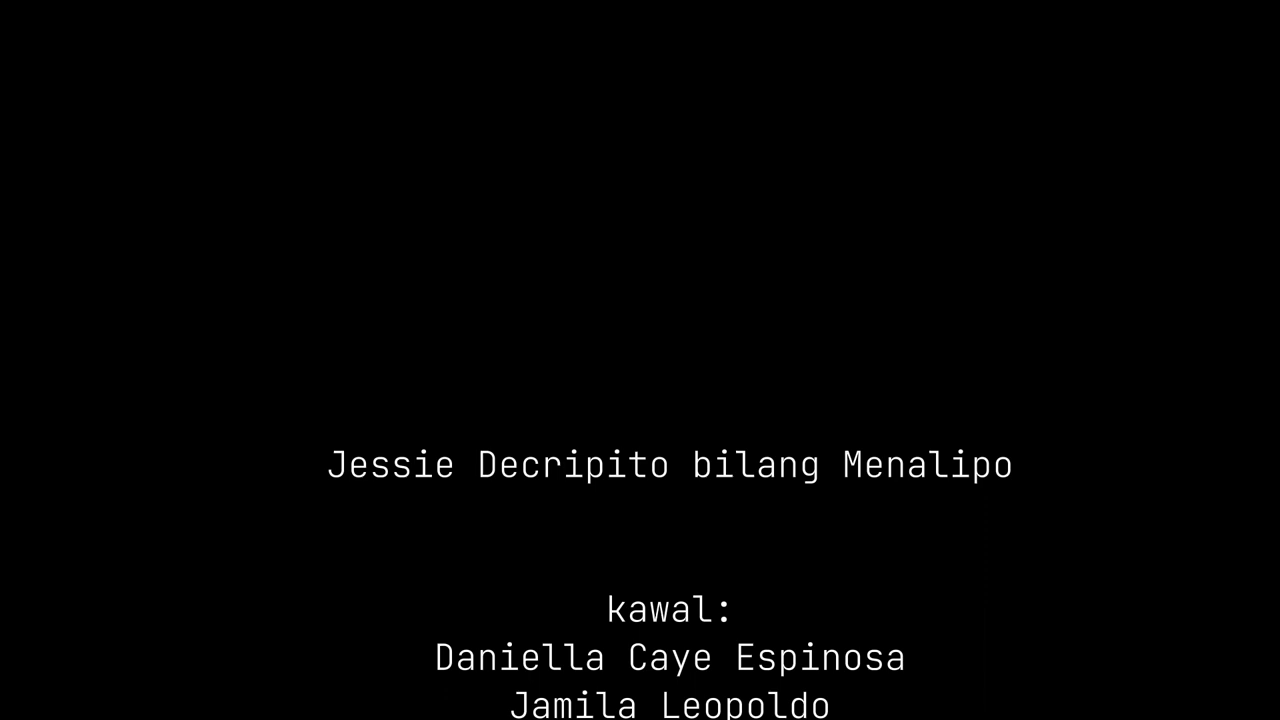 Jessie Decripito bilang Menalipo
kawal:
Daniella Caye Espinosa
Jamila Leopoldo